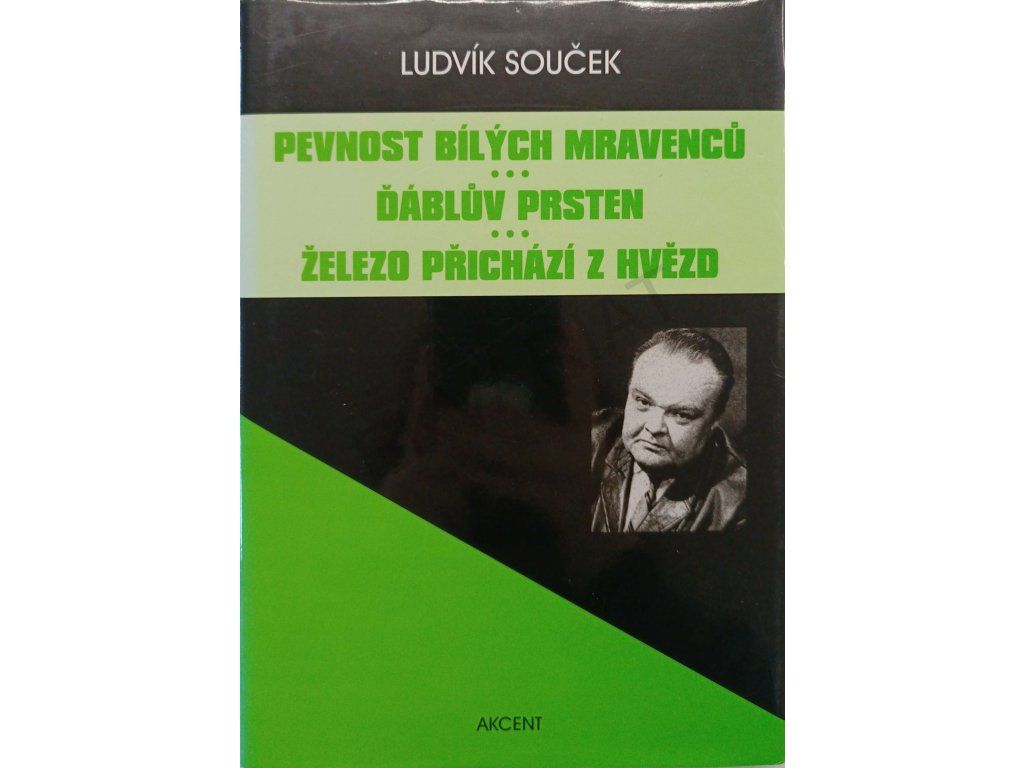 LUDVÍK SOUČEK
PEVNOST BÍLÝCH MRAVENCŮ
•••
ĎÁBLŮV PRSTEN
•••
ŽELEZO PŘICHÁZÍ Z HVĚZD
AKCENT